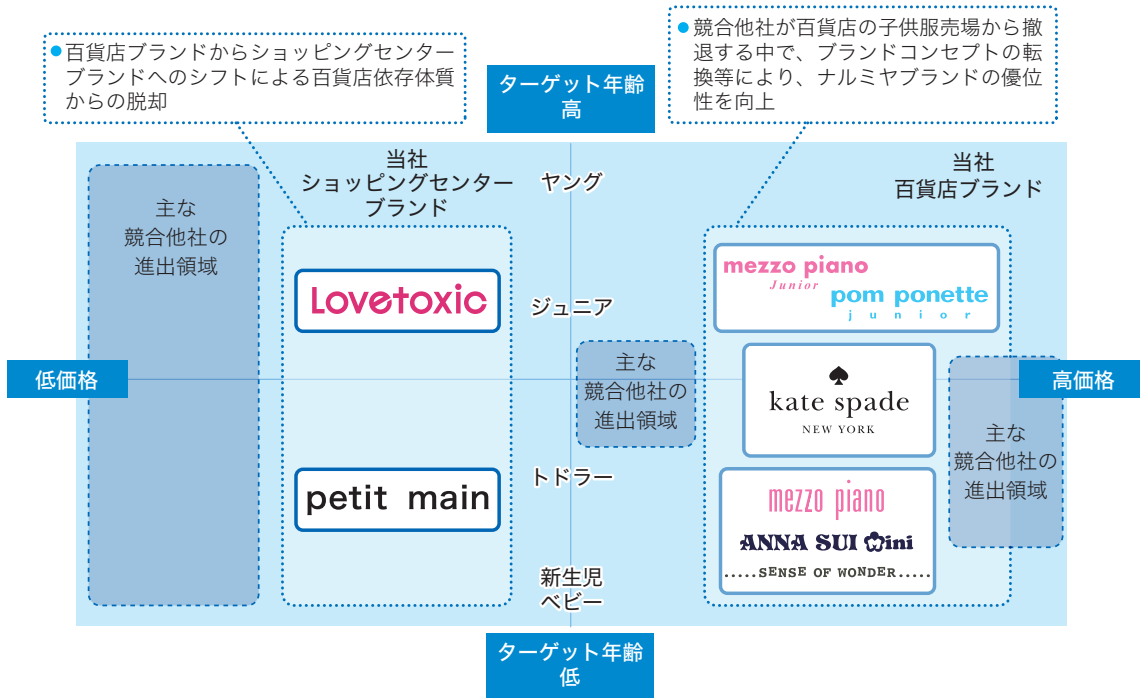 百貨店ブランドからショッピングセンター
ブランドへのシフトによる百貨店依存体質
からの脱却
ターゲット年齢
高
競合他社が百貨店の子供服売場から撤
退する中で、ブランドコンセプトの転
換等により、ナルミヤブランドの優位
性を向上
当社
ショッピングセンター
ブランド
ヤング
当社
百貨店ブランド
主な
競合他社の
進出領域
Lovetoxic
ジュニア
mezzo piano
Junior
pom ponette
junior
低価格
主な
競合他社の
進出領域
kate spade
NEW YORK
高価格
主な
競合他社の
進出領域
petit main
トドラー
mezzo piano
ANNA SUI mini
.....SENSE OF WONDER.....
新生児
ベビー
ターゲット年齢
低